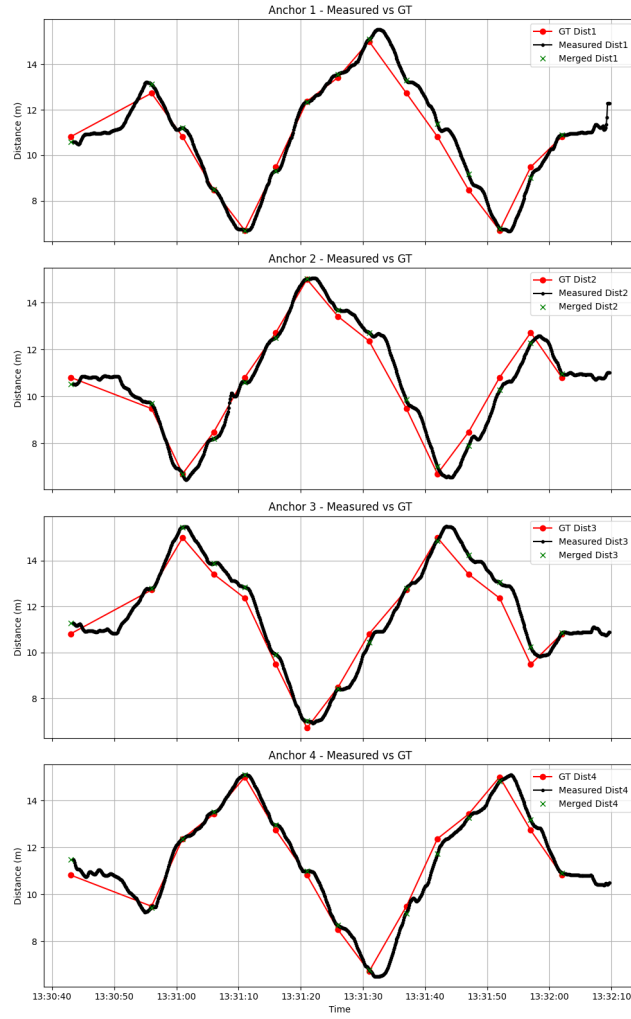 Anchor 1 - Measured vs GT
GT Dist1
Measured Dist1
Merged Dist1
14
12
10
8
Distance (m)
Anchor 2 - Measured vs GT
GT Dist2
Measured Dist2
Merged Dist2
14
12
10
8
Distance (m)
Anchor 3 - Measured vs GT
GT Dist3
Measured Dist3
Merged Dist3
14
12
10
8
Distance (m)
Anchor 4 - Measured vs GT
GT Dist4
Measured Dist4
Merged Dist4
14
12
10
8
Distance (m)
13:30:40 13:30:50 13:31:00 13:31:10 13:31:20 13:31:30 13:31:40 13:31:50 13:32:00 13:32:10
Time